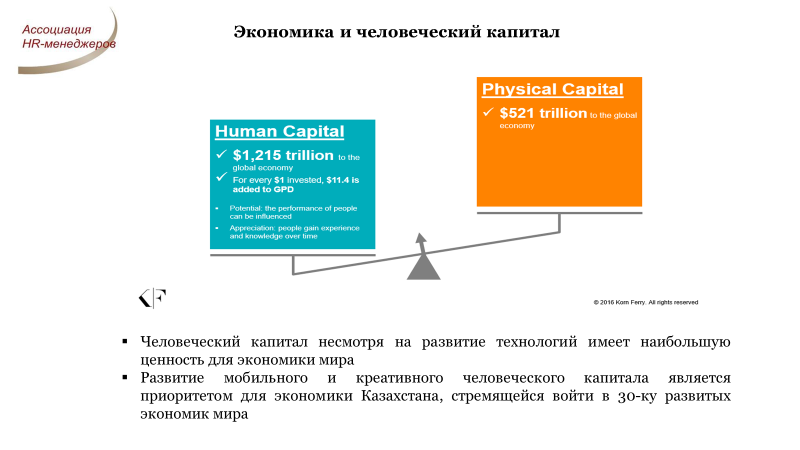 Ассоциация
HR-менеджеров
Экономика и человеческий капитал
Human Capital
✓ $1,215 trillion to the
global economy
✓ For every $1 invested, $11.4 is
added to GPD
• Potential: the performance of people
can be influenced
• Appreciation: people gain experience
and knowledge over time
Physical Capital
✓ $521 trillion to the global
economy
KF
© 2016 Korn Ferry. All rights reserved
▪ Человеческий капитал несмотря на развитие технологий имеет наибольшую
ценность для экономики мира
▪ Развитие мобильного и креативного человеческого капитала является
приоритетом для экономики Казахстана, стремящейся войти в 30-ку развитых
экономик мира